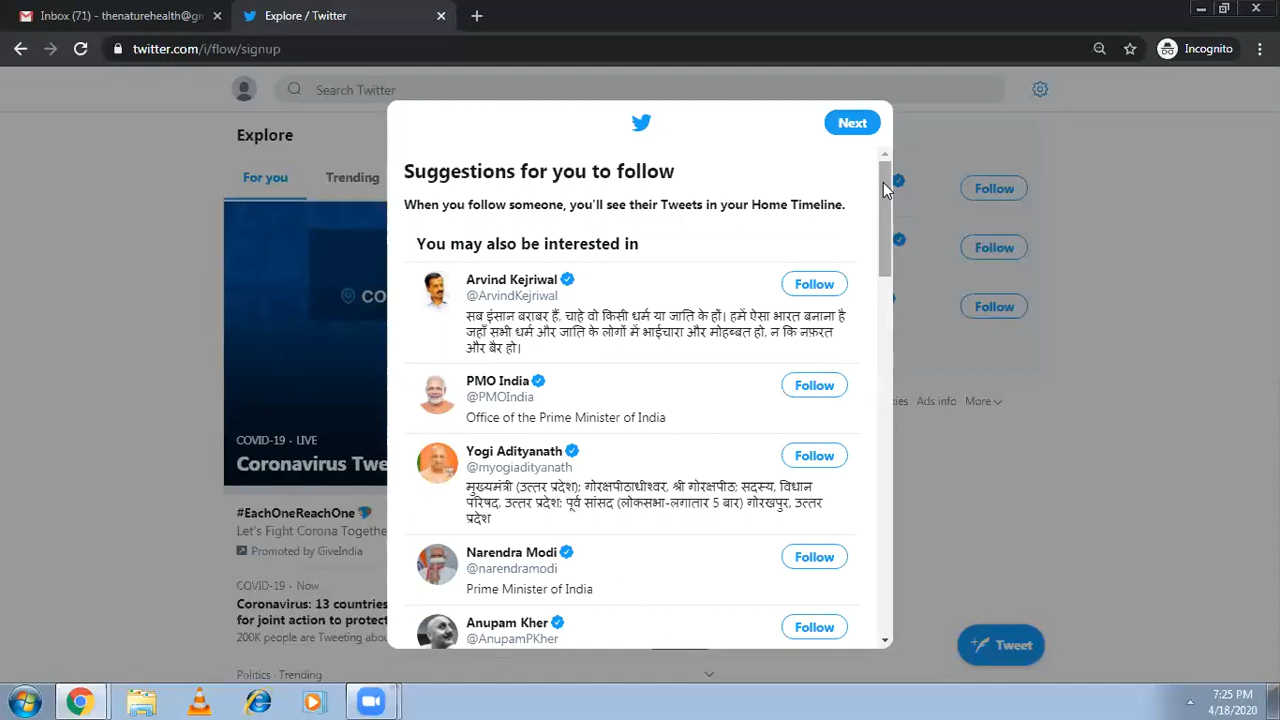 Inbox (71) - thenaturehealth@gm
Explore / Twitter
twitter.com/i/flow/signup
Incognito
Search Twitter
Explore
For you
Trending
CO
COVID-19 · LIVE
Coronavirus Twe
#EachOneReachOne
Let's Fight Corona Togethe
Promoted by GiveIndia
COVID-19 · Now
Coronavirus: 13 countries
for joint action to protect
200K people are Tweeting abou
Politics · Trending
Next
Suggestions for you to follow
When you follow someone, you'll see their Tweets in your Home Timeline.
You may also be interested in
Arvind Kejriwal
@ArvindKejriwal
Follow
सब इंसान बराबर हैं, चाहे वो किसी धर्म या जाति के हों। हमें ऐसा भारत बनाना है
जहाँ सभी धर्म और जाति के लोगों में भाईचारा और मोहब्बत हो, न कि नफ़रत
और बैर हो।
PMO India
@PMOIndia
Follow
Office of the Prime Minister of India
Yogi Adityanath
@myogiadityanath
Follow
मुख्यमंत्री (उत्तर प्रदेश); गोरक्षपीठाधीश्वर, श्री गोरक्षपीठ; सदस्य, विधान
परिषद, उत्तर प्रदेश; पूर्व सांसद (लोकसभा-लगातार 5 बार) गोरखपुर, उत्तर
प्रदेश
Narendra Modi
@narendramodi
Follow
Prime Minister of India
Anupam Kher
@AnupamPKher
Follow
Follow
Follow
Follow
kies Ads info More
Tweet
7:25 PM
4/18/2020